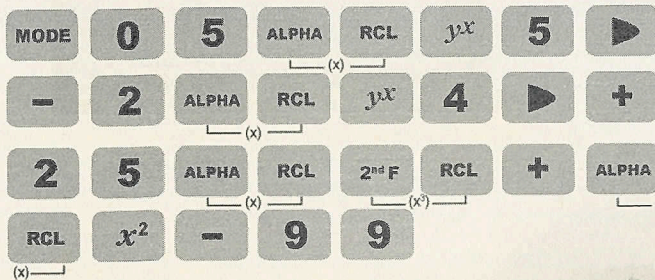 MODE 0 5 ALPHA RCL yx 5 ▶
(x)
- 2 ALPHA RCL yx 4 ▶ +
(x)
2 5 ALPHA RCL 2nd F RCL + ALPHA
(x) (x³)
RCL x² - 9 9
(x)